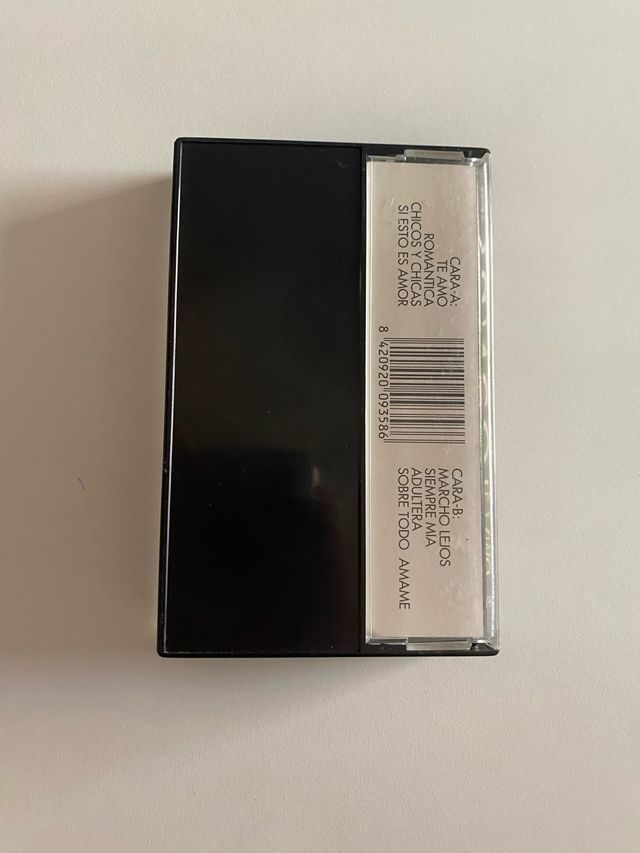 CARA-A:
TE AMO
ROMANTICA
CHICOS Y CHICAS
SI ESTO ES AMOR
8 420920 093586
CARA-B:
MARCHO LEJOS
SIEMPRE MIA
ADULTERA
SOBRE TODO AMAME